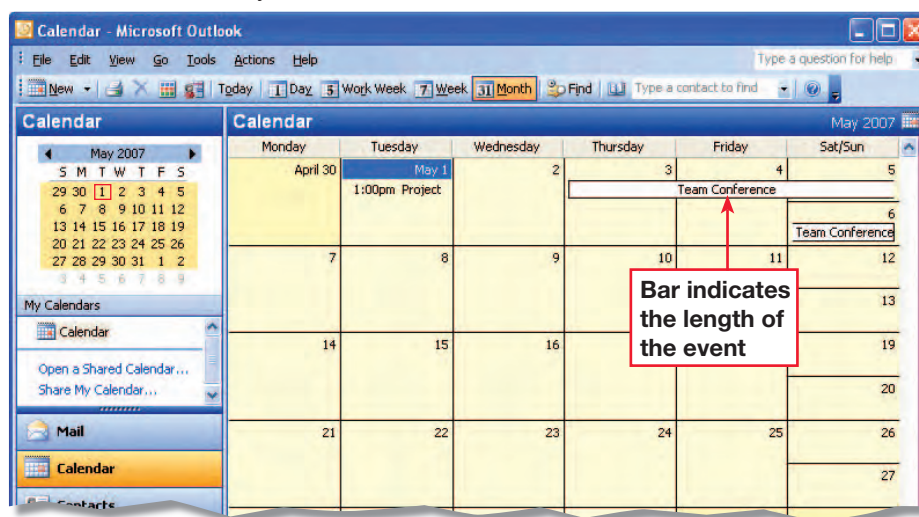 Calendar - Microsoft Outlook
File Edit View Go Tools Actions Help Type a question for help
New Today 1 Day 5 Work Week 7 Week 31 Month Find Type a contact to find
Calendar
May 2007
S M T W T F S
29 30 1 2 3 4 5
6 7 8 9 10 11 12
13 14 15 16 17 18 19
20 21 22 23 24 25 26
27 28 29 30 31 1 2
3 4 5 6 7 8 9
My Calendars
Calendar
Open a Shared Calendar...
Share My Calendar...
Mail
Calendar
Contacts
Calendar May 2007
Monday Tuesday Wednesday Thursday Friday Sat/Sun
April 30 May 1 2 3 4 5
1:00pm Project Team Conference
6
Team Conference
7 8 9 10 11 12
Bar indicates
the length of
the event
13
14 15 16 19
20
21 22 23 24 25 26
27